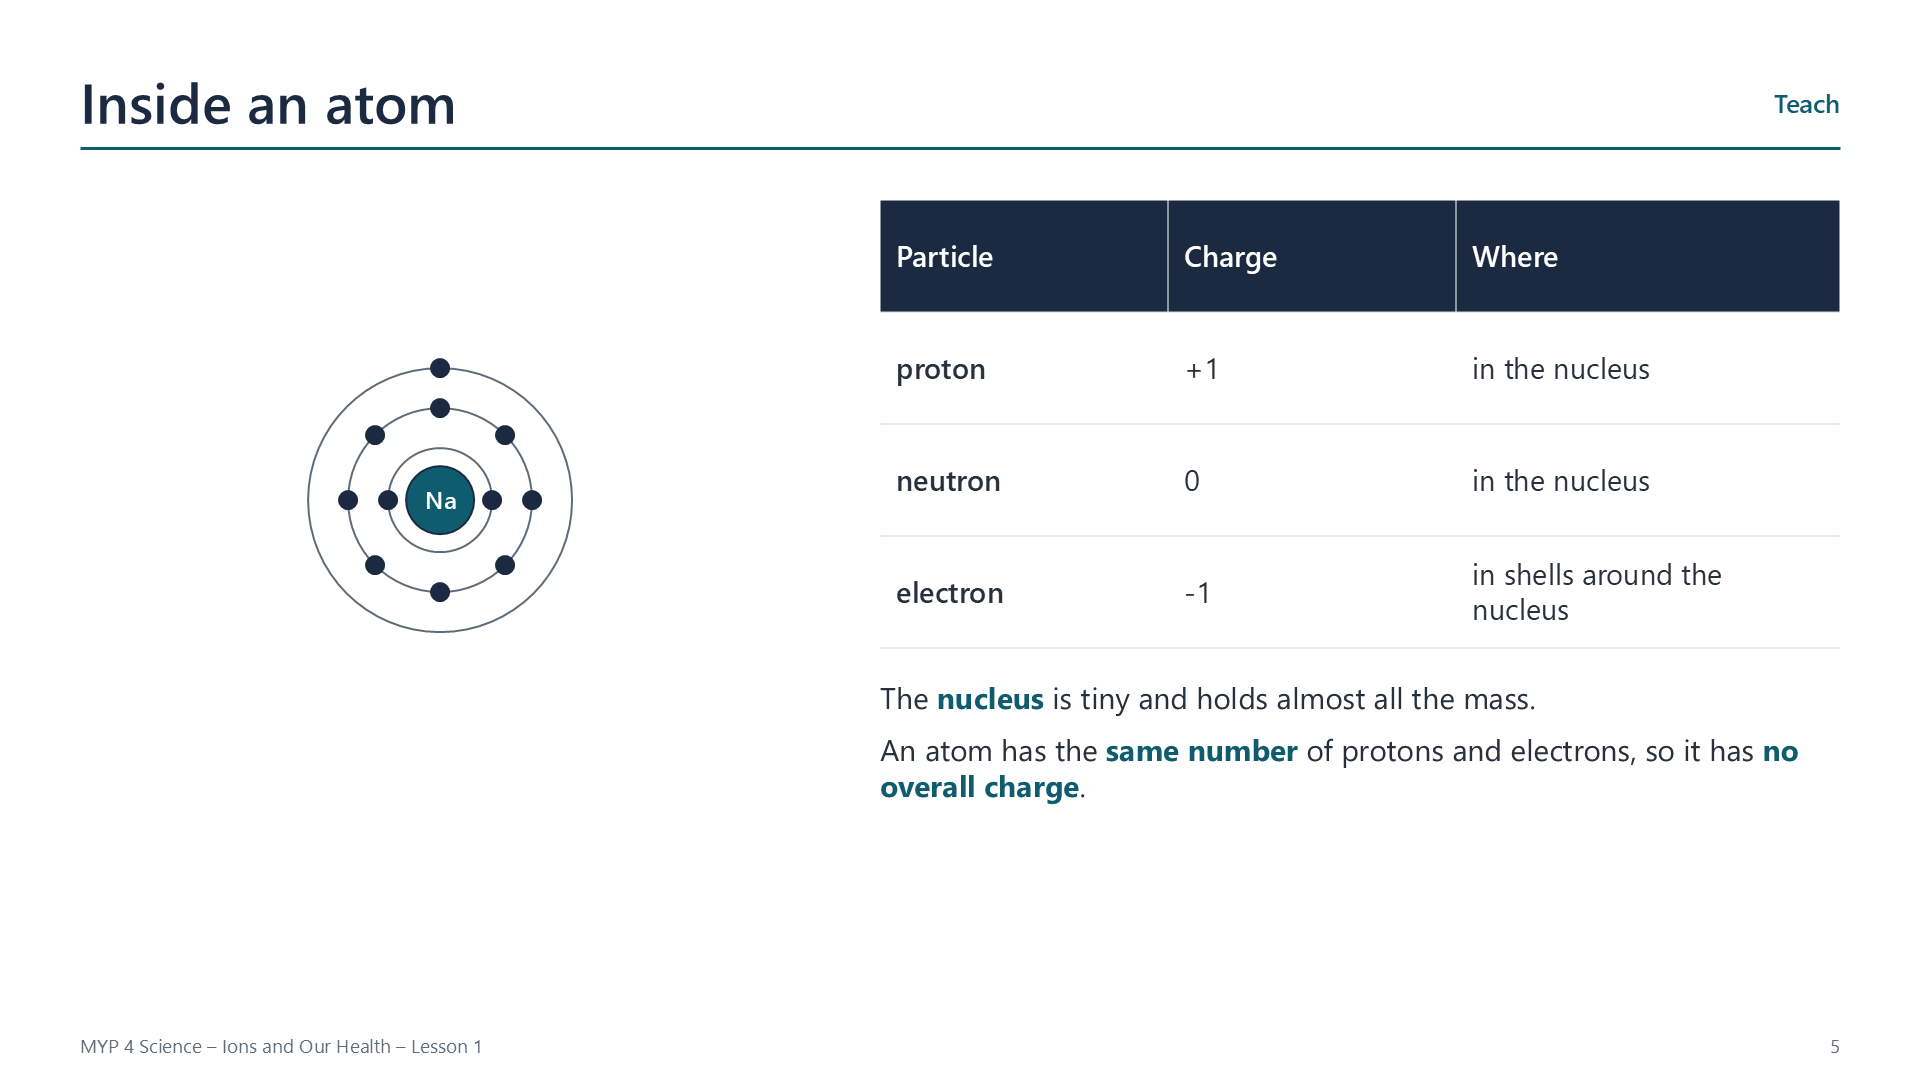 Inside an atom
Teach
Na
Particle Charge Where
proton +1 in the nucleus
neutron 0 in the nucleus
electron -1 in shells around the
nucleus
The nucleus is tiny and holds almost all the mass.
An atom has the same number of protons and electrons, so it has no
overall charge.
MYP 4 Science – Ions and Our Health – Lesson 1
5